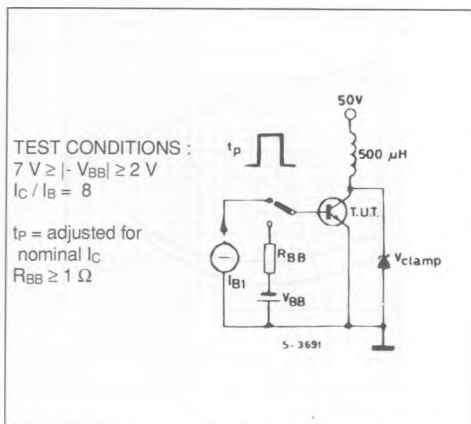 TEST CONDITIONS :
7 V ≥ |- VBB| ≥ 2 V
IC / IB = 8
tP = adjusted for
nominal IC
RBB ≥ 1 Ω
50V
tp
500 μH
T.U.T.
RBB
IB1
VBB
Vclamp
5-3691